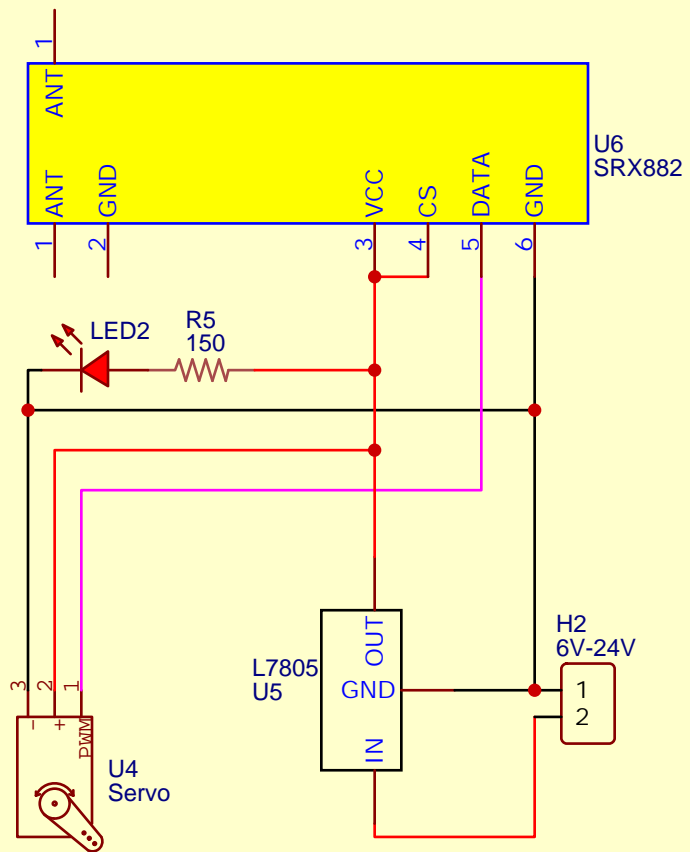 1
ANT
ANT
GND
VCC
CS
DATA
GND
1
2
3
4
5
6
U6
SRX882
LED2
R5
150
L7805
U5
OUT
GND
IN
H2
6V-24V
1
2
3
2
1
-
+
PWM
U4
Servo